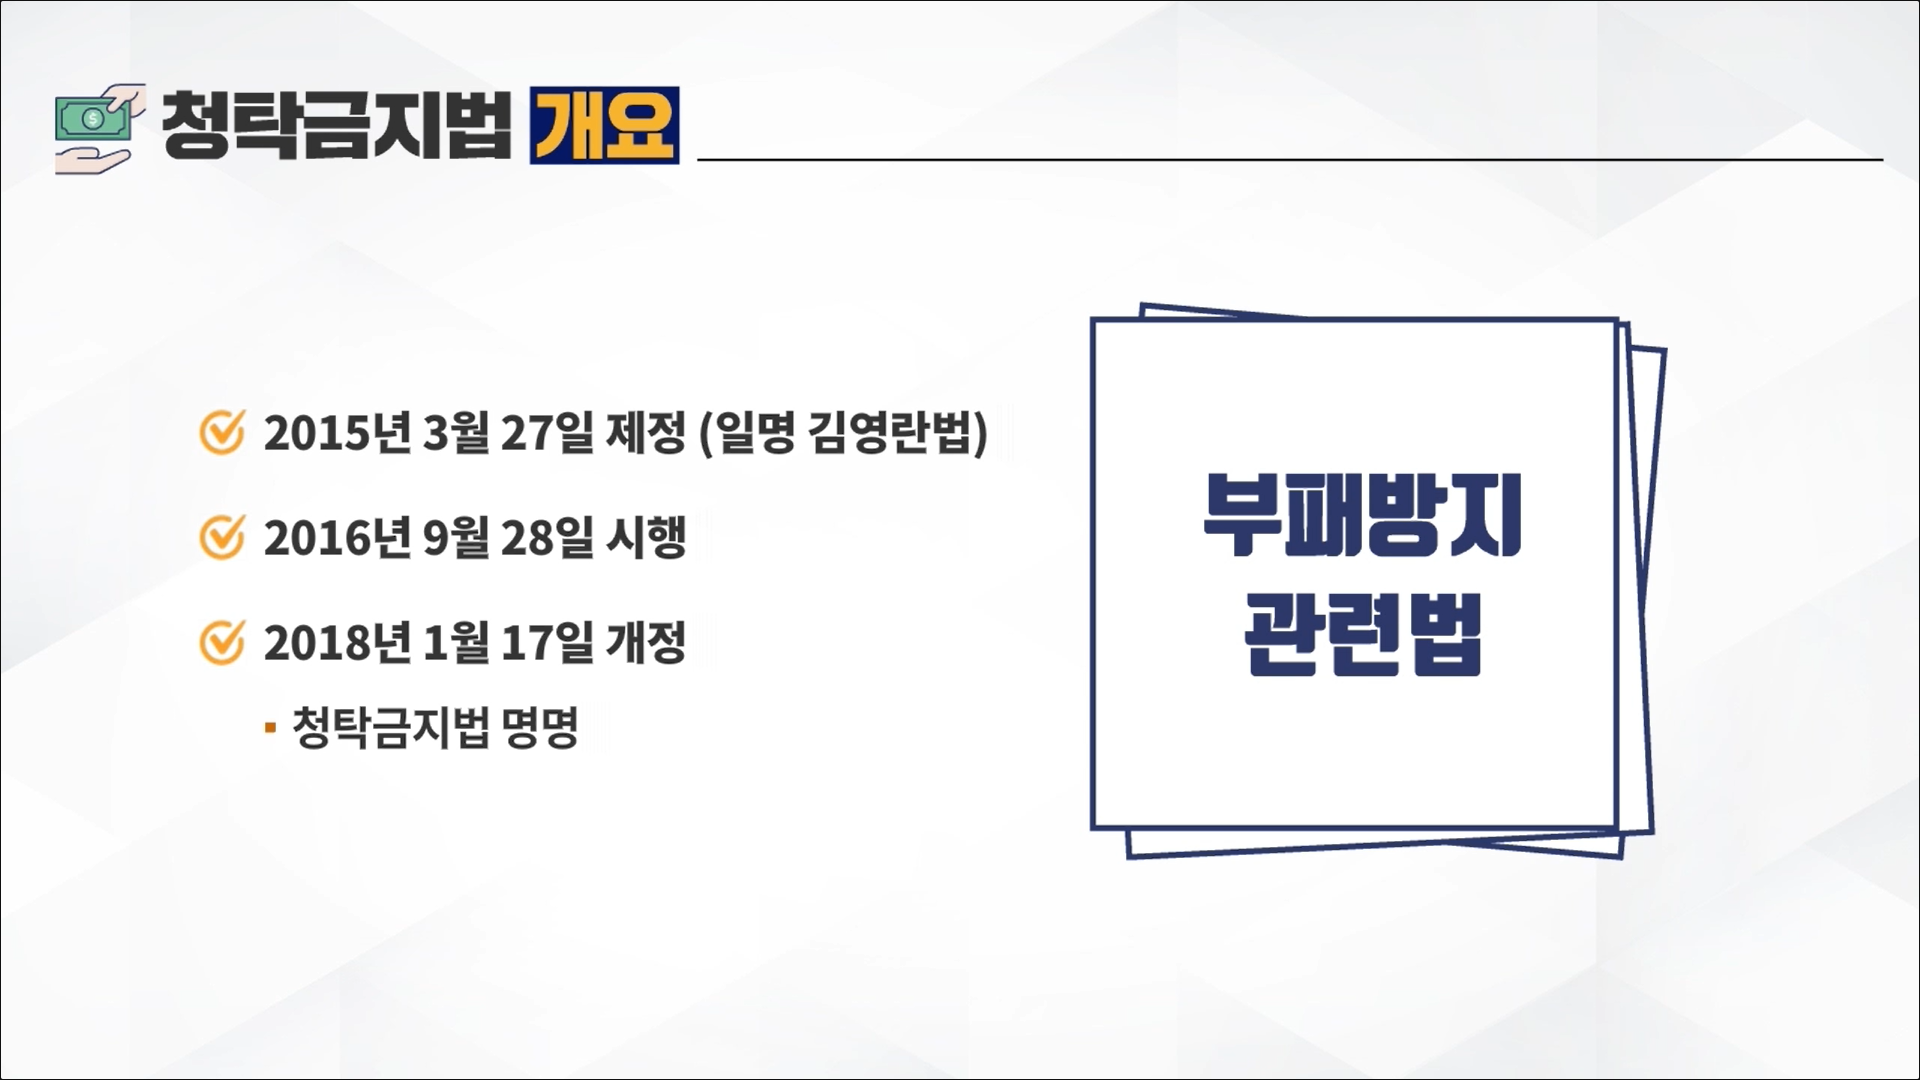 청탁금지법 개요
2015년 3월 27일 제정 (일명 김영란법)
2016년 9월 28일 시행
2018년 1월 17일 개정
▪ 청탁금지법 명명
부패방지
관련법